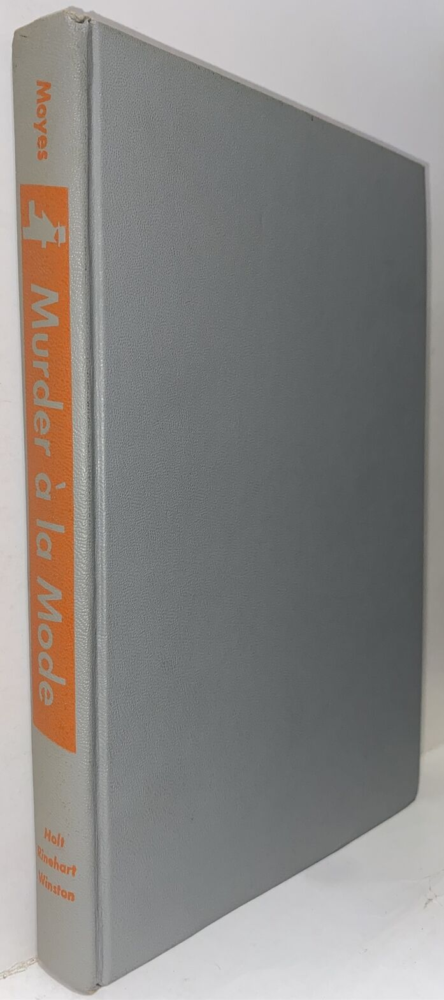 Moyes
Murder à la Mode
Holt
Rinehart
Winston